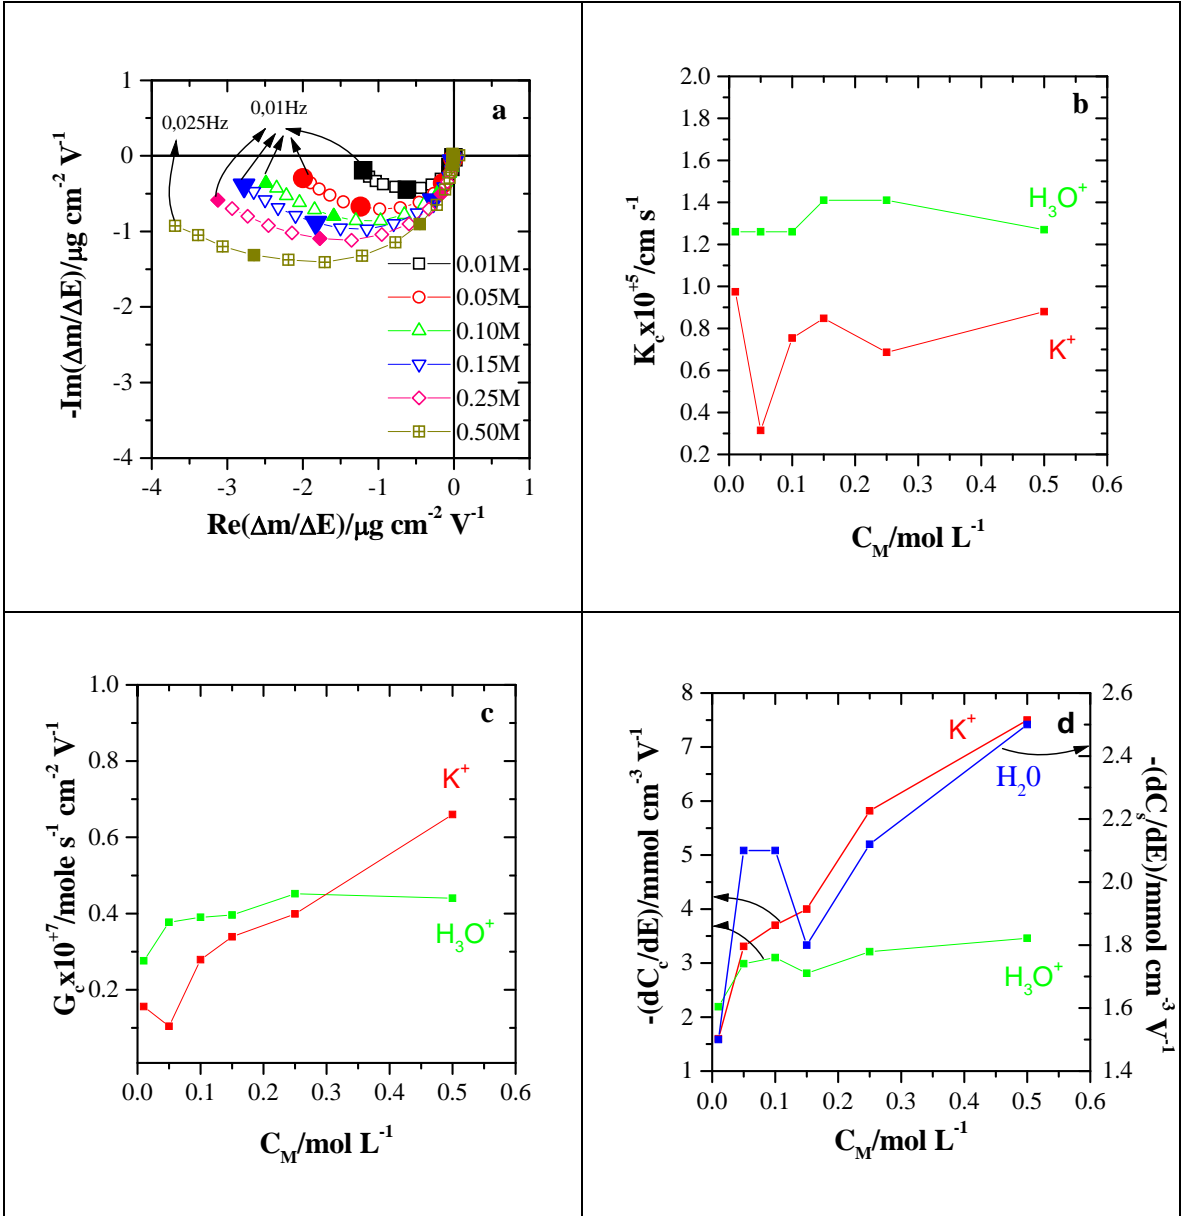 a
0,01Hz
0,025Hz
1
0
-1
-2
-3
-4
-4 -3 -2 -1 0 1
-Im(Δm/ΔE)/µg cm⁻² V⁻¹
Re(Δm/ΔE)/µg cm⁻² V⁻¹
0.01M
0.05M
0.10M
0.15M
0.25M
0.50M
b
2.0
1.8
1.6
1.4
1.2
1.0
0.8
0.6
0.4
0.2
0.0 0.1 0.2 0.3 0.4 0.5 0.6
K_c x10⁺⁵/cm s⁻¹
H₃O⁺
K⁺
C_M/mol L⁻¹
c
1.0
0.8
0.6
0.4
0.2
0.0 0.1 0.2 0.3 0.4 0.5 0.6
G_c x10⁺⁷/mole s⁻¹ cm⁻² V⁻¹
K⁺
H₃O⁺
C_M/mol L⁻¹
d
8
7
6
5
4
3
2
1
2.6
2.4
2.2
2.0
1.8
1.6
1.4
0.0 0.1 0.2 0.3 0.4 0.5 0.6
-(dC_c/dE)/mmol cm⁻³ V⁻¹
-(dC_s/dE)/mmol cm⁻³ V⁻¹
K⁺
H₂0
H₃O⁺
C_M/mol L⁻¹